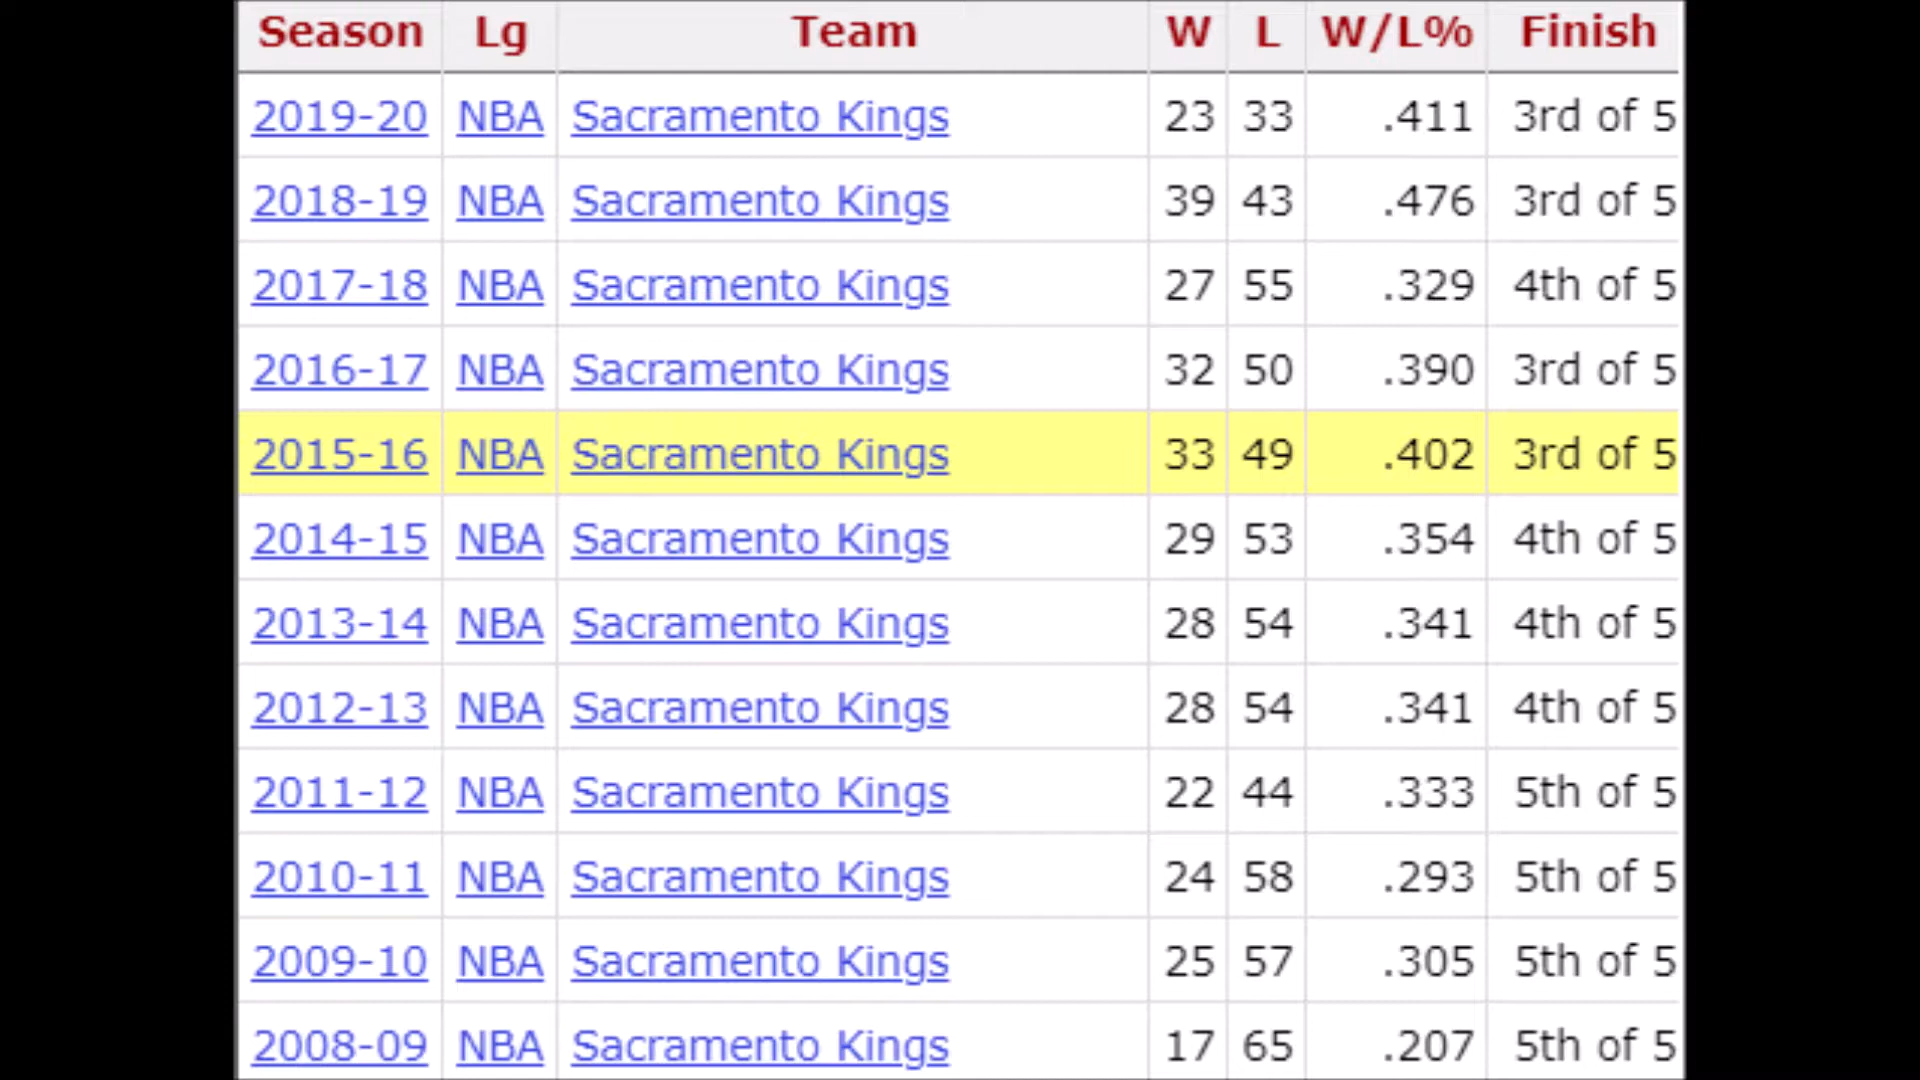 Season Lg Team W L W/L% Finish
2019-20 NBA Sacramento Kings 23 33 .411 3rd of 5
2018-19 NBA Sacramento Kings 39 43 .476 3rd of 5
2017-18 NBA Sacramento Kings 27 55 .329 4th of 5
2016-17 NBA Sacramento Kings 32 50 .390 3rd of 5
2015-16 NBA Sacramento Kings 33 49 .402 3rd of 5
2014-15 NBA Sacramento Kings 29 53 .354 4th of 5
2013-14 NBA Sacramento Kings 28 54 .341 4th of 5
2012-13 NBA Sacramento Kings 28 54 .341 4th of 5
2011-12 NBA Sacramento Kings 22 44 .333 5th of 5
2010-11 NBA Sacramento Kings 24 58 .293 5th of 5
2009-10 NBA Sacramento Kings 25 57 .305 5th of 5
2008-09 NBA Sacramento Kings 17 65 .207 5th of 5